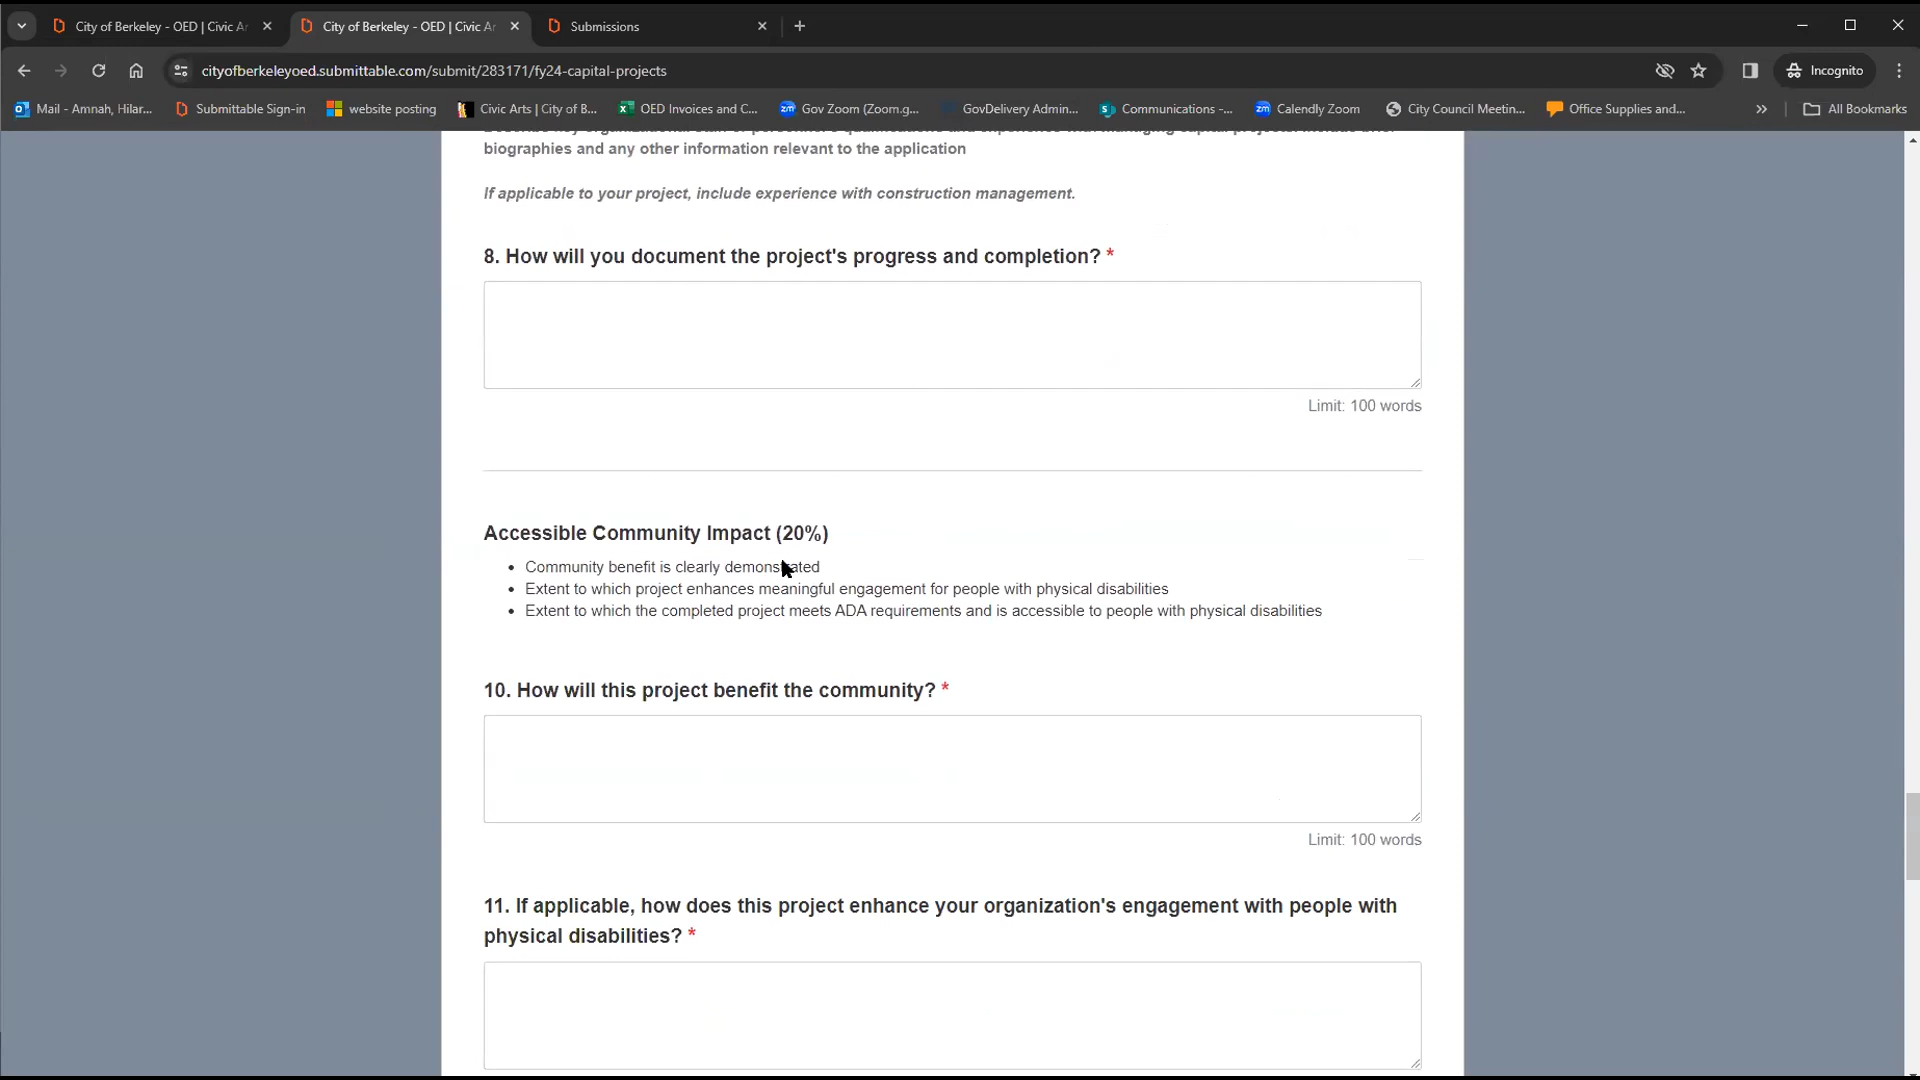 City of Berkeley - OED | Civic Ar
City of Berkeley - OED | Civic Ar
Submissions
cityofberkeleyoed.submittable.com/submit/283171/fy24-capital-projects
Incognito
Mail - Amnah, Hilar...
Submittable Sign-in
website posting
Civic Arts | City of B...
OED Invoices and C...
Gov Zoom (Zoom.g...
GovDelivery Admin...
Communications -...
Calendly Zoom
City Council Meetin...
Office Supplies and...
All Bookmarks
biographies and any other information relevant to the application
If applicable to your project, include experience with construction management.
8. How will you document the project's progress and completion? *
Limit: 100 words
Accessible Community Impact (20%)
• Community benefit is clearly demonstrated
• Extent to which project enhances meaningful engagement for people with physical disabilities
• Extent to which the completed project meets ADA requirements and is accessible to people with physical disabilities
10. How will this project benefit the community? *
Limit: 100 words
11. If applicable, how does this project enhance your organization's engagement with people with
physical disabilities? *